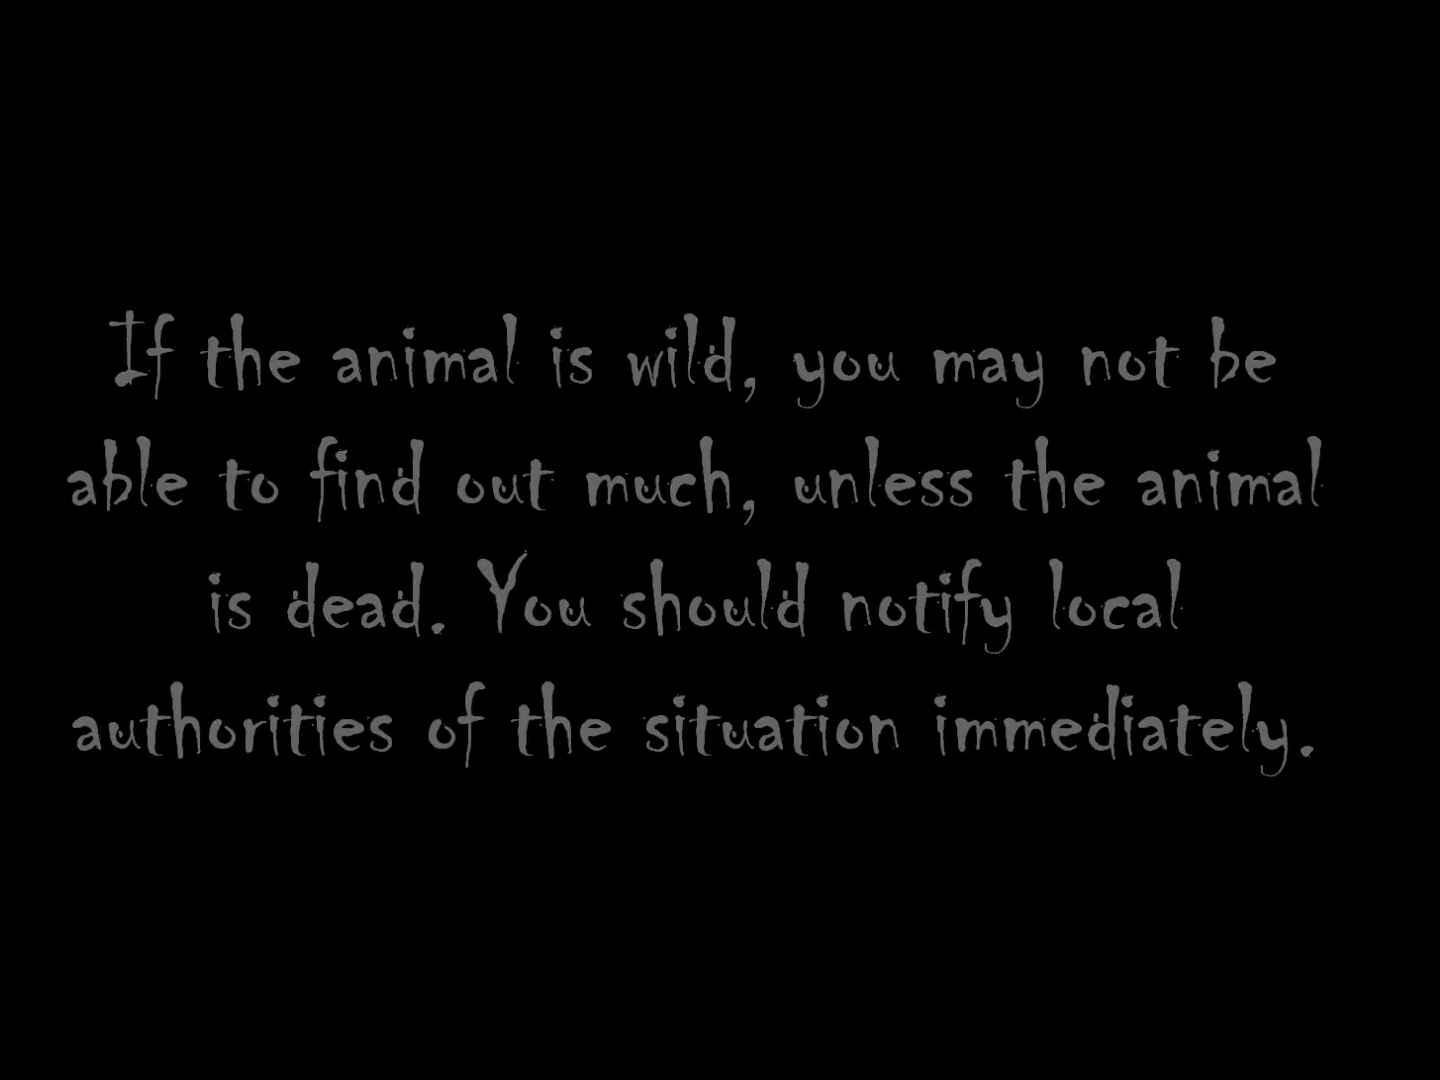 If the animal is wild, you may not be
able to find out much, unless the animal
is dead. You should notify local
authorities of the situation immediately.